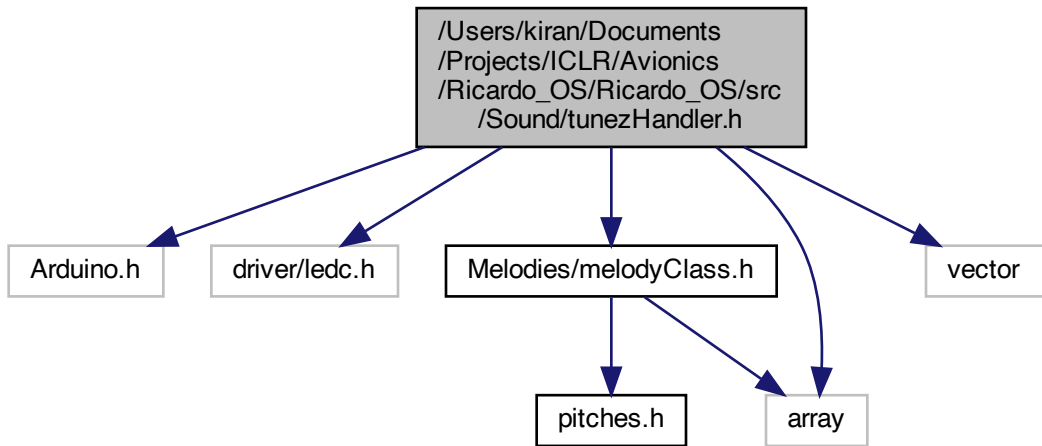 /Users/kiran/Documents
/Projects/ICLR/Avionics
/Ricardo_OS/Ricardo_OS/src
/Sound/tunezHandler.h
Arduino.h
driver/ledc.h
Melodies/melodyClass.h
vector
pitches.h
array